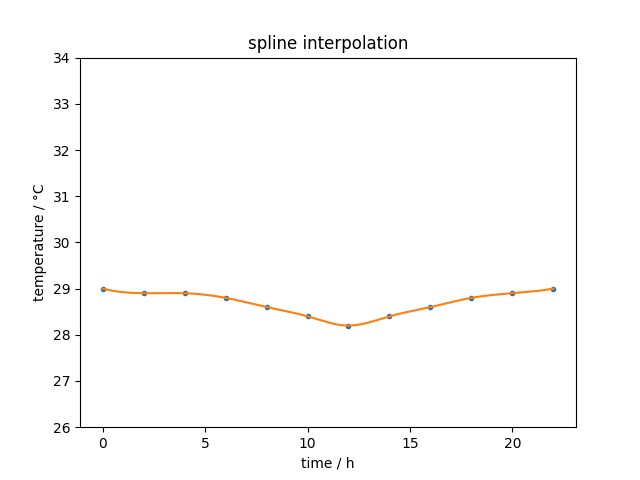 spline interpolation
34
33
32
31
30
29
28
27
26
temperature / °C
0 5 10 15 20
time / h